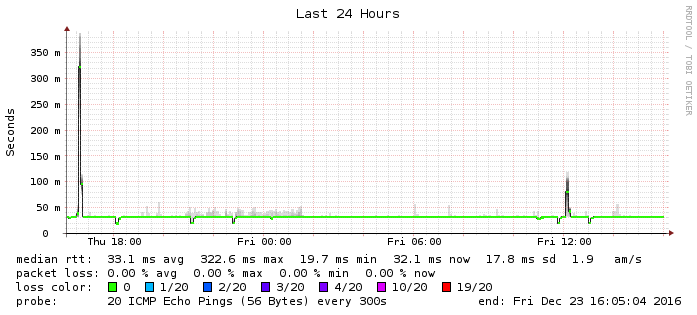 Last 24 Hours
RRDTOOL / TOBI OETIKER
Seconds
350 m
300 m
250 m
200 m
150 m
100 m
50 m
0
Thu 18:00 Fri 00:00 Fri 06:00 Fri 12:00
median rtt: 33.1 ms avg 322.6 ms max 19.7 ms min 32.1 ms now 17.8 ms sd 1.9 am/s
packet loss: 0.00 % avg 0.00 % max 0.00 % min 0.00 % now
loss color: 0 1/20 2/20 3/20 4/20 10/20 19/20
probe: 20 ICMP Echo Pings (56 Bytes) every 300s end: Fri Dec 23 16:05:04 2016